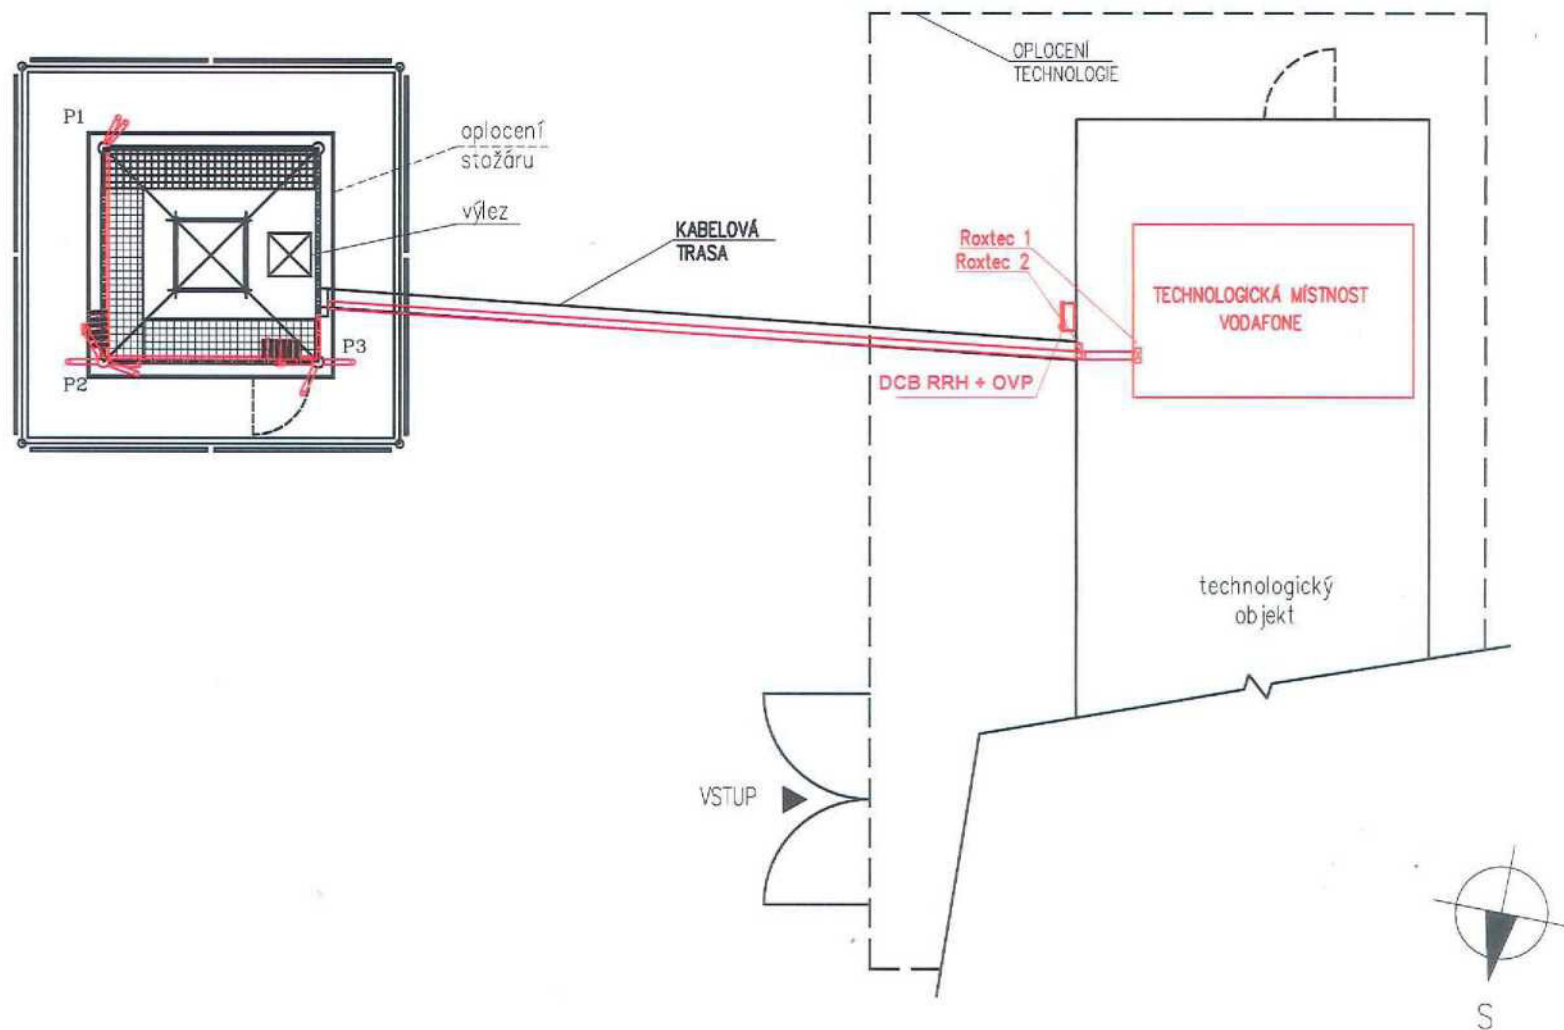 OPLOCENÍ
TECHNOLOGIE
P1
oplocení
stožáru
výlez
KABELOVÁ
TRASA
Roxtec 1
Roxtec 2
TECHNOLOGICKÁ MÍSTNOST
VODAFONE
P3
P2
DCB RRH + OVP
technologický
objekt
VSTUP
S